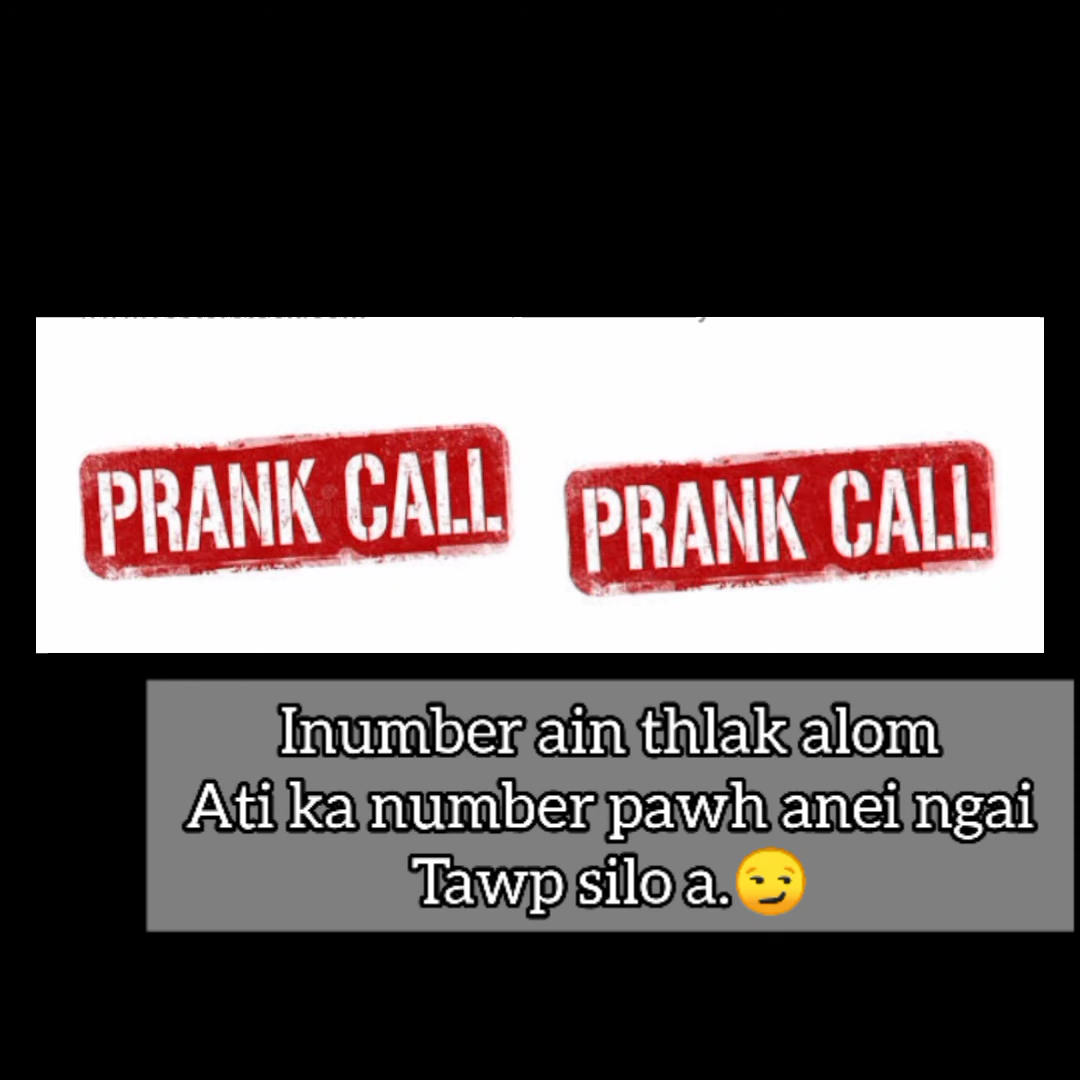 PRANK CALL PRANK CALL
Inumber ain thlak alom
Ati ka number pawh anei ngai
Tawp silo a.😏